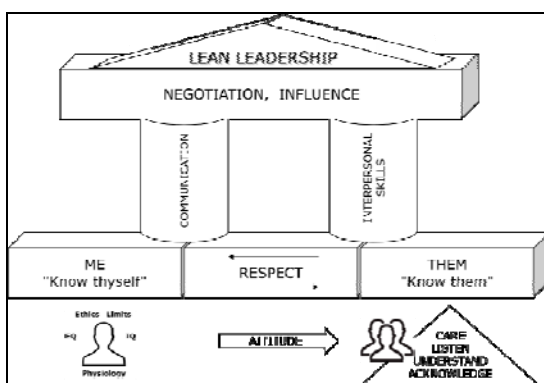 LEAN LEADERSHIP
NEGOTIATION, INFLUENCE
COMMUNICATION
INTERPERSONAL
SKILLS
ME
"Know thyself"
RESPECT
THEM
"Know them"
Ethics Limits
EQ IQ
Physiology
ATTITUDE
CARE
LISTEN
UNDERSTAND
ACKNOWLEDGE